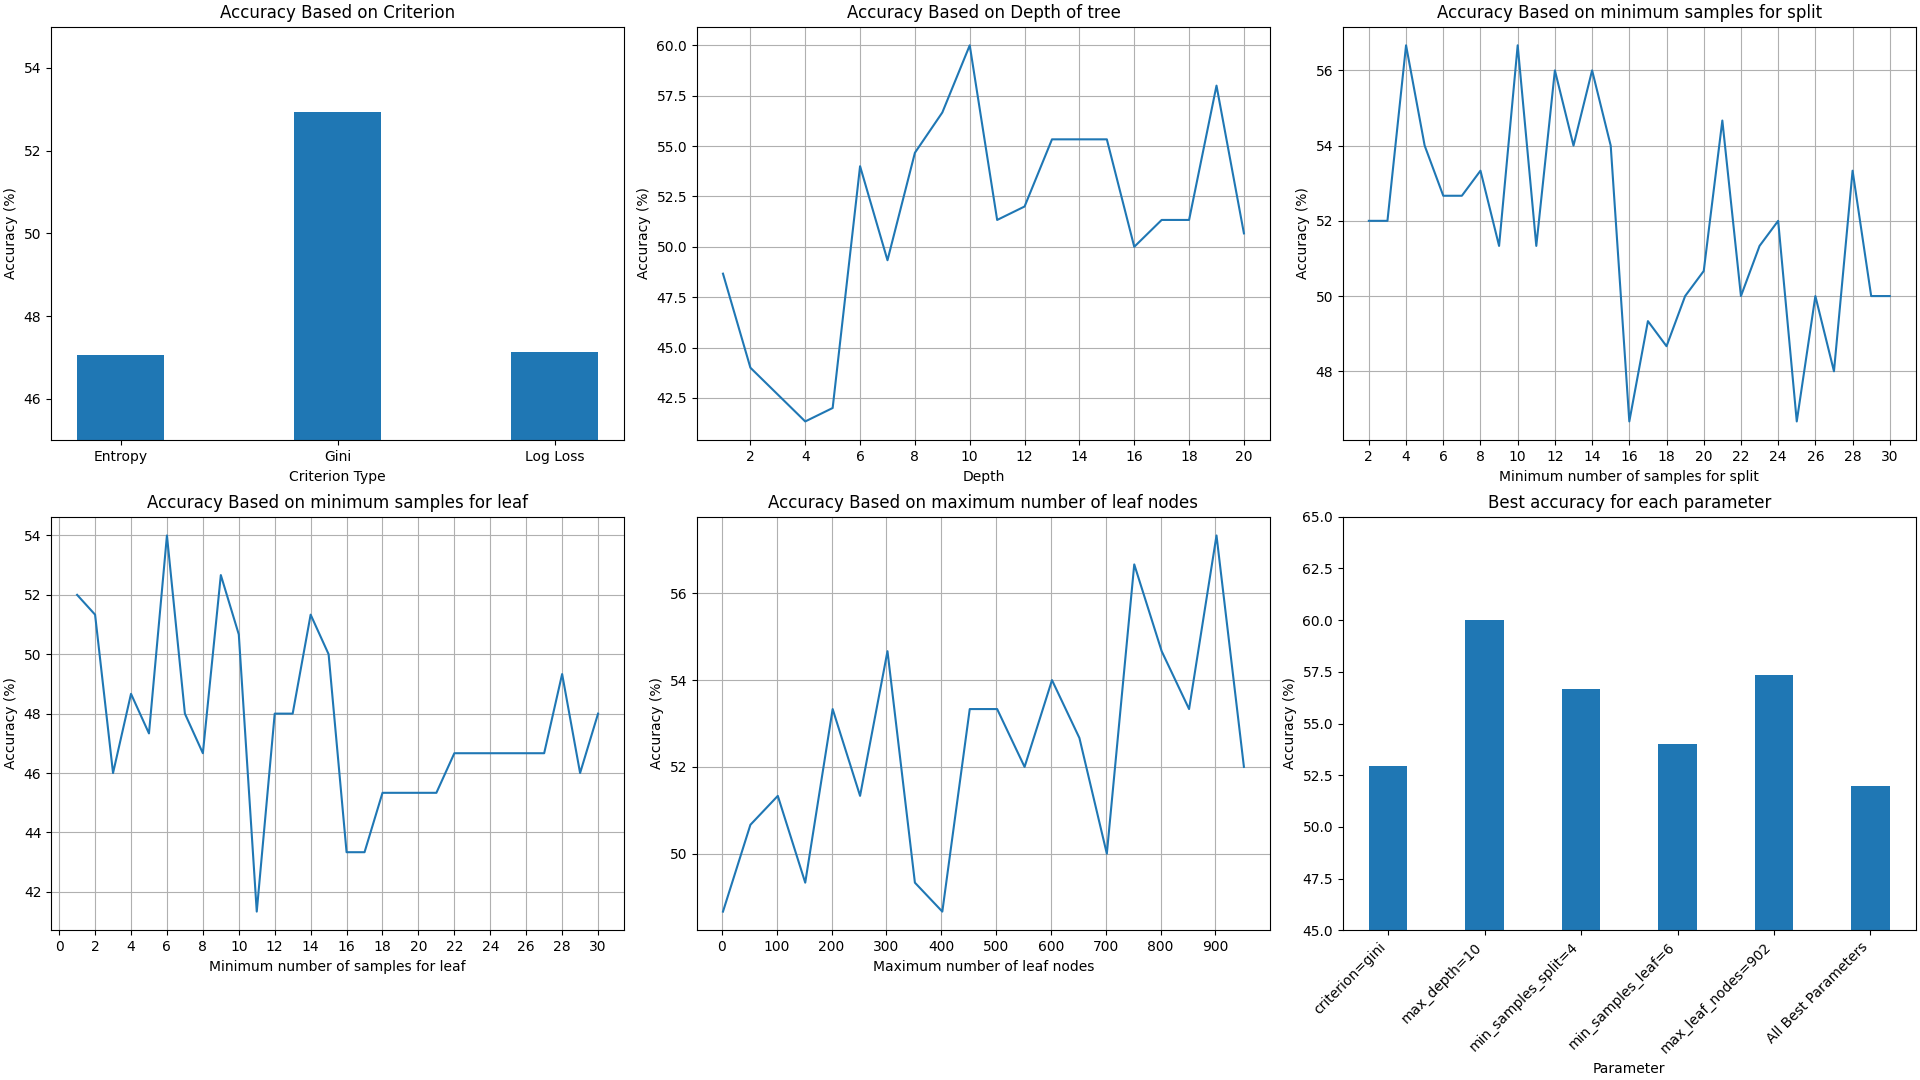 Accuracy Based on Criterion
Accuracy (%)
54
52
50
48
46
Entropy Gini Log Loss
Criterion Type
Accuracy Based on Depth of tree
Accuracy (%)
60.0
57.5
55.0
52.5
50.0
47.5
45.0
42.5
2 4 6 8 10 12 14 16 18 20
Depth
Accuracy Based on minimum samples for split
Accuracy (%)
56
54
52
50
48
2 4 6 8 10 12 14 16 18 20 22 24 26 28 30
Minimum number of samples for split
Accuracy Based on minimum samples for leaf
Accuracy (%)
54
52
50
48
46
44
42
0 2 4 6 8 10 12 14 16 18 20 22 24 26 28 30
Minimum number of samples for leaf
Accuracy Based on maximum number of leaf nodes
Accuracy (%)
56
54
52
50
0 100 200 300 400 500 600 700 800 900
Maximum number of leaf nodes
Best accuracy for each parameter
Accuracy (%)
65.0
62.5
60.0
57.5
55.0
52.5
50.0
47.5
45.0
criterion=gini
max_depth=10
min_samples_split=4
min_samples_leaf=6
max_leaf_nodes=902
All Best Parameters
Parameter